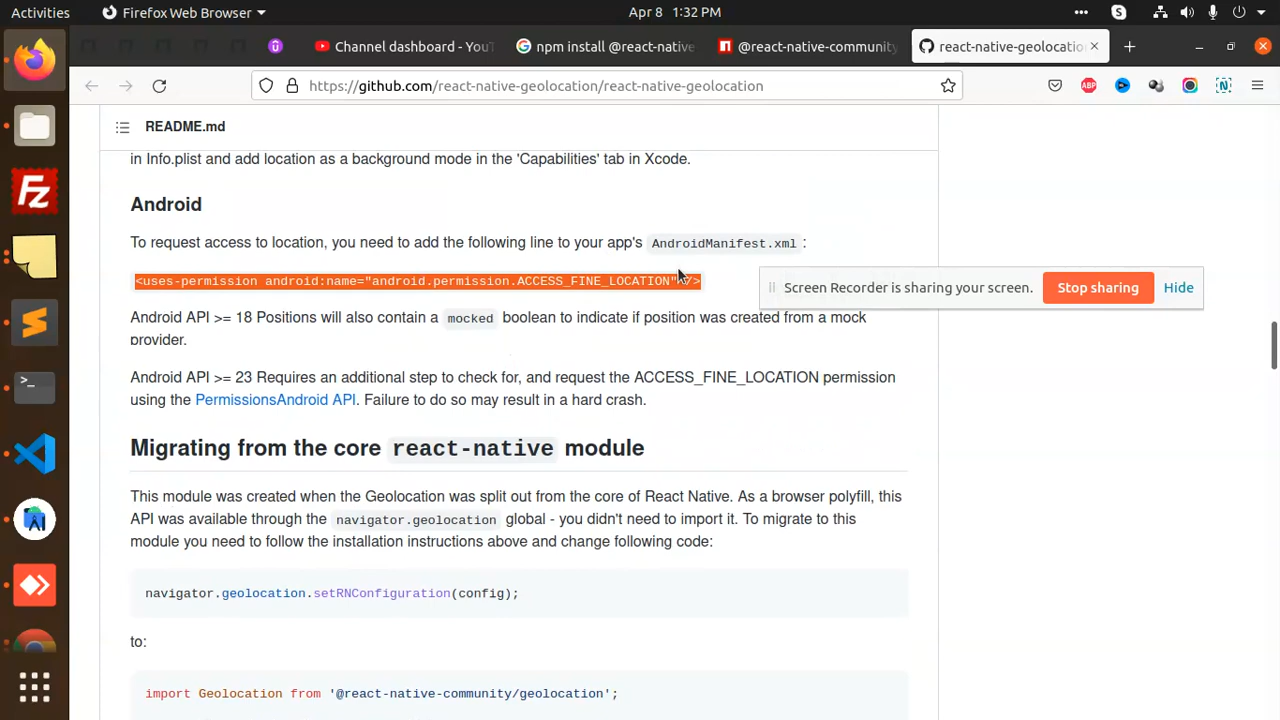 Activities
Firefox Web Browser
Apr 8 1:32 PM
Channel dashboard - YouT
npm install @react-native
@react-native-community
react-native-geolocation
https://github.com/react-native-geolocation/react-native-geolocation
ABP
README.md
in Info.plist and add location as a background mode in the 'Capabilities' tab in Xcode.
Android
To request access to location, you need to add the following line to your app's AndroidManifest.xml :
<uses-permission android:name="android.permission.ACCESS_FINE_LOCATION" />
Screen Recorder is sharing your screen.
Stop sharing
Hide
Android API >= 18 Positions will also contain a mocked boolean to indicate if position was created from a mock
provider.
Android API >= 23 Requires an additional step to check for, and request the ACCESS_FINE_LOCATION permission
using the PermissionsAndroid API. Failure to do so may result in a hard crash.
Migrating from the core react-native module
This module was created when the Geolocation was split out from the core of React Native. As a browser polyfill, this
API was available through the navigator.geolocation global - you didn't need to import it. To migrate to this
module you need to follow the installation instructions above and change following code:
navigator.geolocation.setRNConfiguration(config);
to:
import Geolocation from '@react-native-community/geolocation';